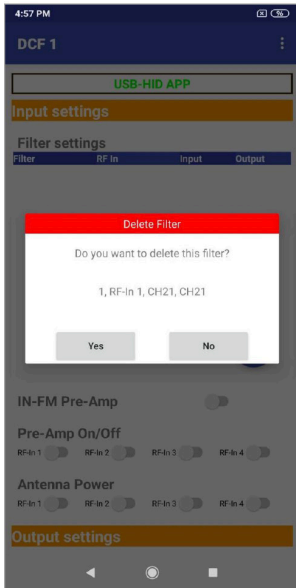 4:57 PM
DCF 1
USB-HID APP
Input settings
Filter settings
Filter RF In Input Output
Delete Filter
Do you want to delete this filter?
1, RF-In 1, CH21, CH21
Yes No
IN-FM Pre-Amp
Pre-Amp On/Off
RF-In 1 RF-In 2 RF-In 3 RF-In 4
Antenna Power
RF-In 1 RF-In 2 RF-In 3 RF-In 4
Output settings